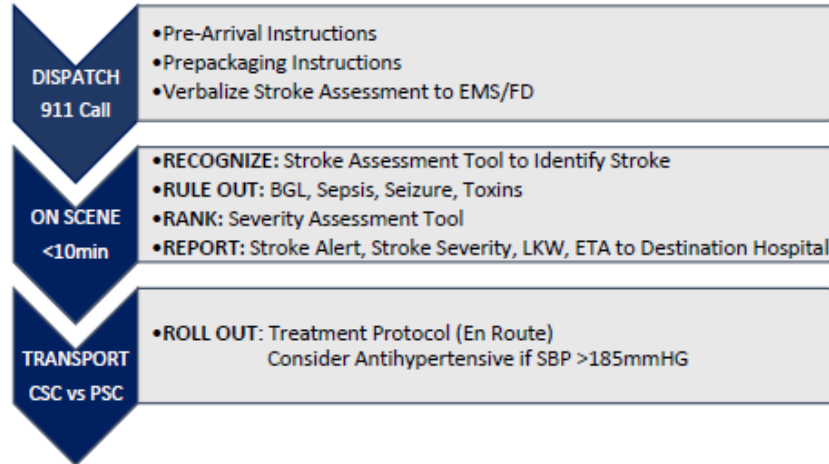 DISPATCH
911 Call
•Pre-Arrival Instructions
•Prepackaging Instructions
•Verbalize Stroke Assessment to EMS/FD
ON SCENE
<10min
•RECOGNIZE: Stroke Assessment Tool to Identify Stroke
•RULE OUT: BGL, Sepsis, Seizure, Toxins
•RANK: Severity Assessment Tool
•REPORT: Stroke Alert, Stroke Severity, LKW, ETA to Destination Hospital
TRANSPORT
CSC vs PSC
•ROLL OUT: Treatment Protocol (En Route)
Consider Antihypertensive if SBP >185mmHG